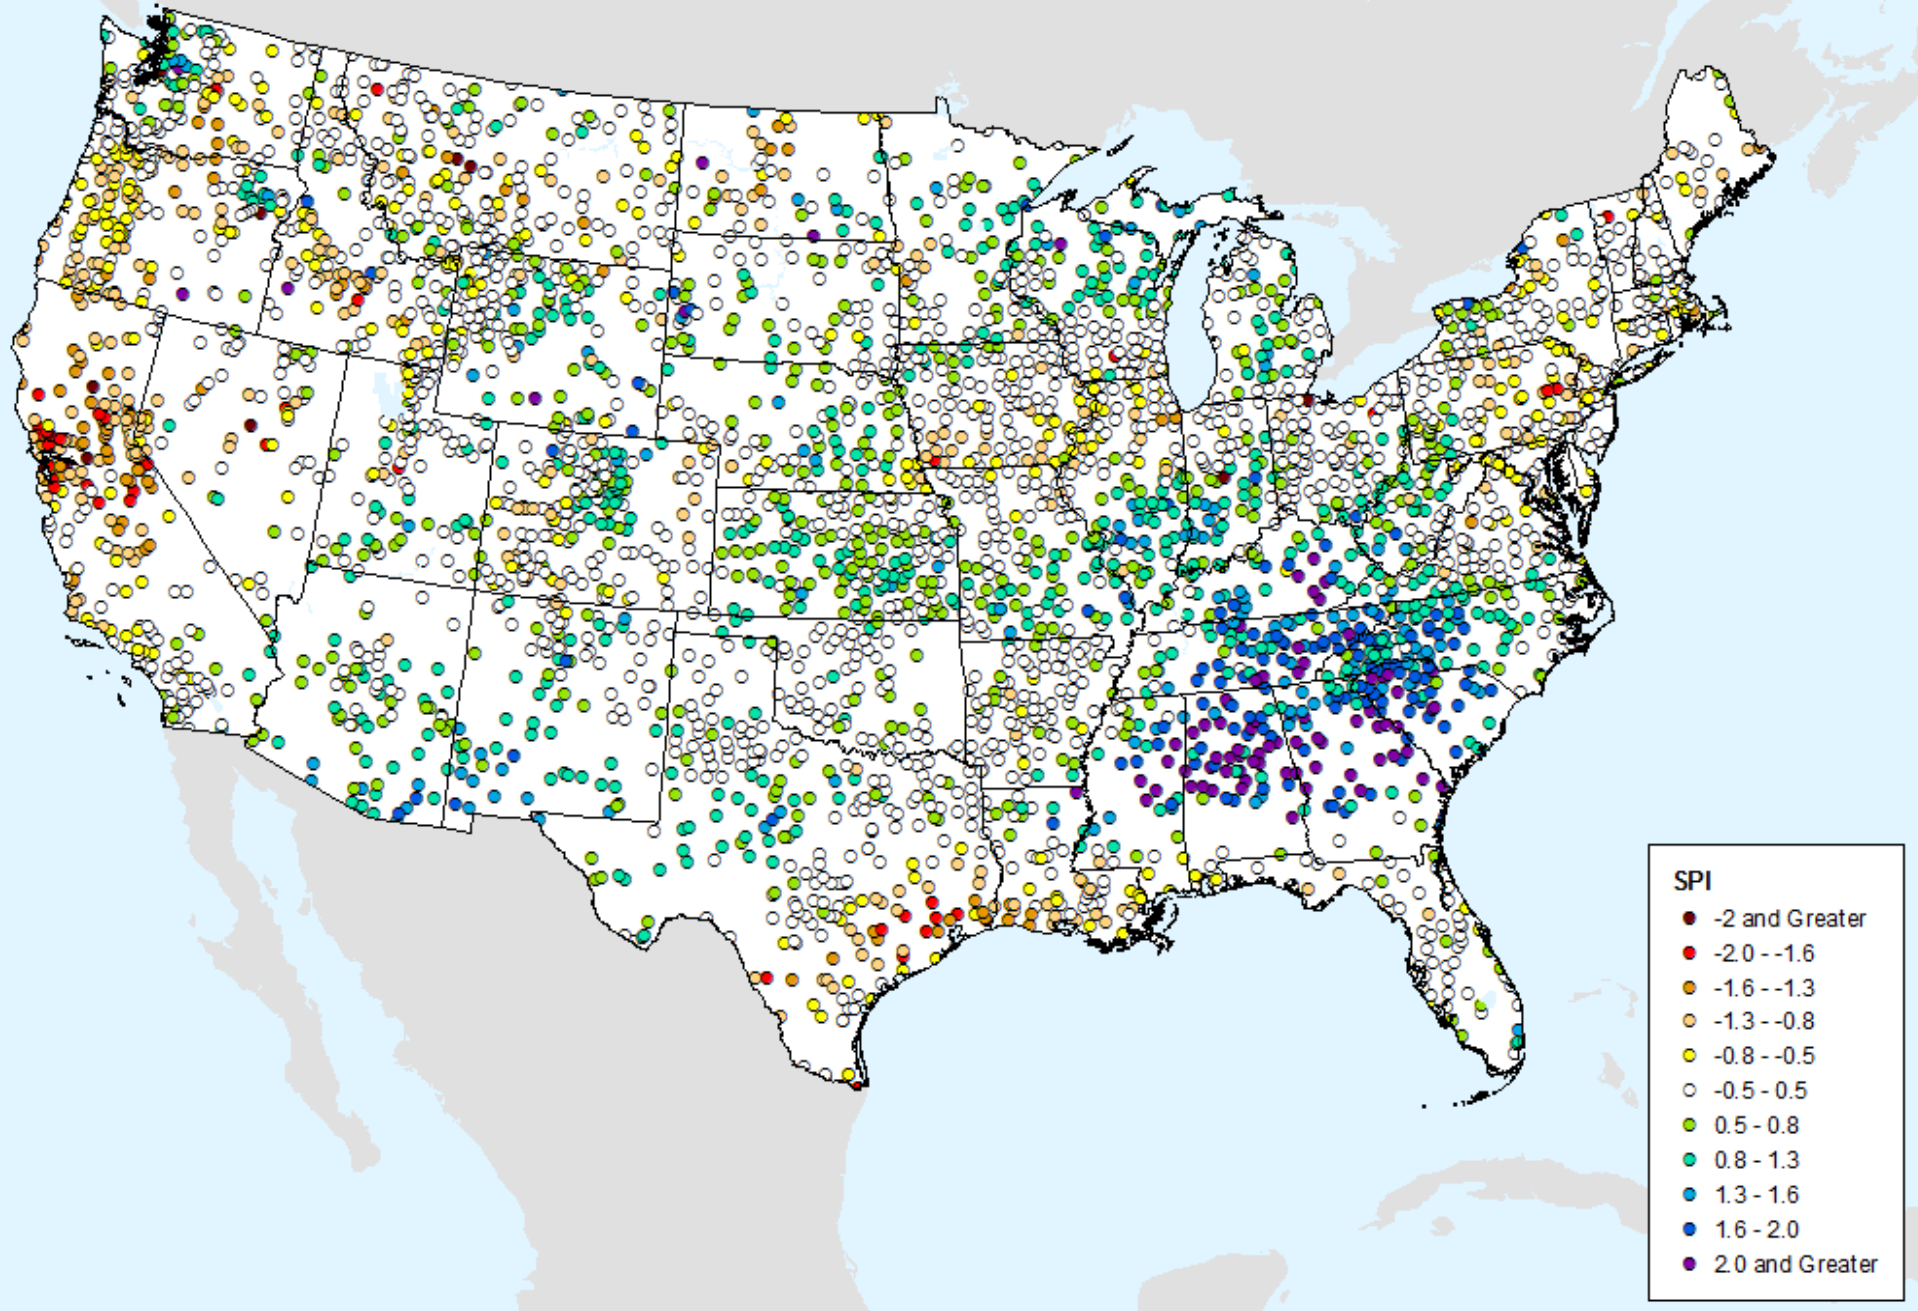 SPI
-2 and Greater
-2.0 - -1.6
-1.6 - -1.3
-1.3 - -0.8
-0.8 - -0.5
-0.5 - 0.5
0.5 - 0.8
0.8 - 1.3
1.3 - 1.6
1.6 - 2.0
2.0 and Greater